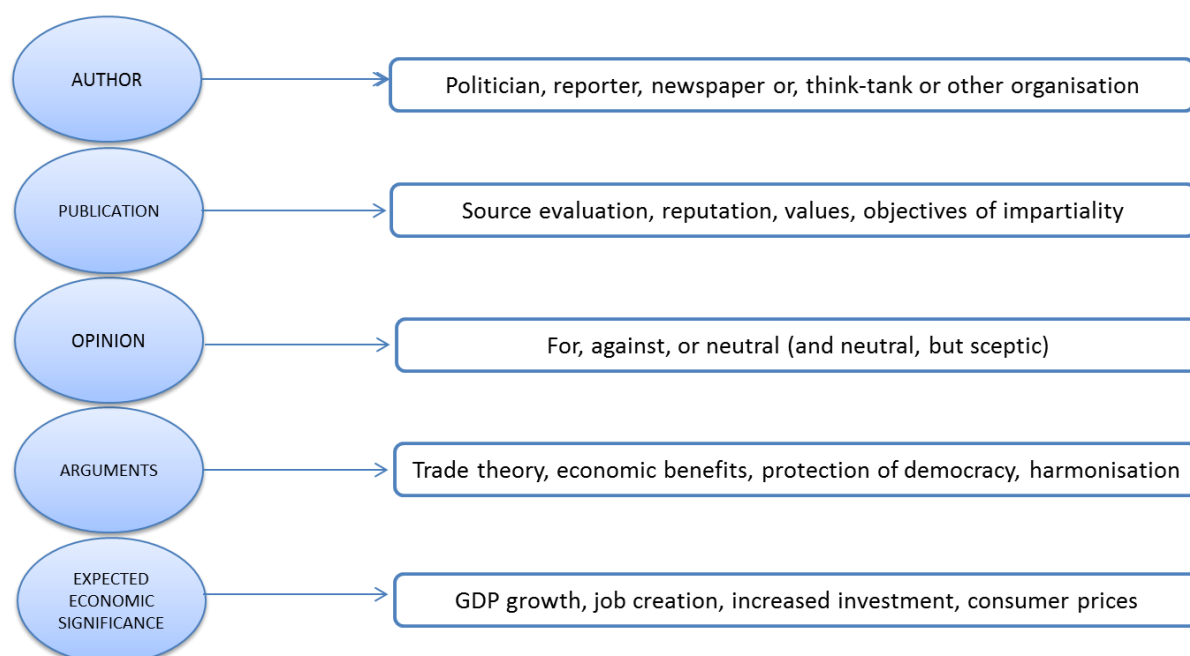 AUTHOR
Politician, reporter, newspaper or, think-tank or other organisation
PUBLICATION
Source evaluation, reputation, values, objectives of impartiality
OPINION
For, against, or neutral (and neutral, but sceptic)
ARGUMENTS
Trade theory, economic benefits, protection of democracy, harmonisation
EXPECTED
ECONOMIC
SIGNIFICANCE
GDP growth, job creation, increased investment, consumer prices